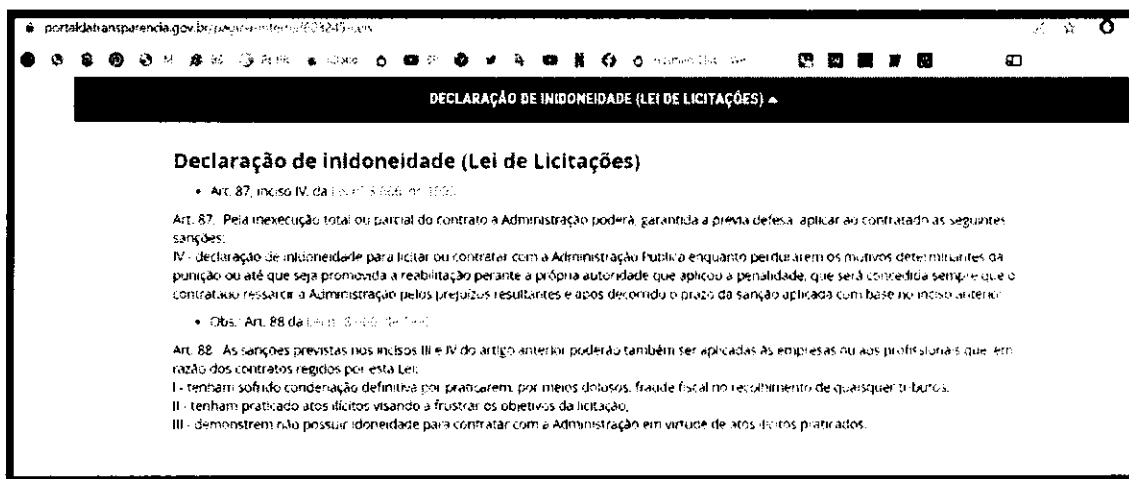 portaldatransparencia.gov.br
DECLARAÇÃO DE INIDONEIDADE (LEI DE LICITAÇÕES)
Declaração de inidoneidade (Lei de Licitações)
• Art. 87, inciso IV, da
Art. 87. Pela inexecução total ou parcial do contrato a Administração poderá, garantida a prévia defesa, aplicar ao contratado as seguintes
sanções:
IV - declaração de inidoneidade para licitar ou contratar com a Administração Pública enquanto perdurarem os motivos determinantes da
punição ou até que seja promovida a reabilitação perante a própria autoridade que aplicou a penalidade, que será concedida sempre que o
contratado ressarcir a Administração pelos prejuízos resultantes e após decorrido o prazo da sanção aplicada com base no inciso anterior
• Obs.: Art. 88 da
Art. 88. As sanções previstas nos incisos III e IV do artigo anterior poderão também ser aplicadas às empresas ou aos profissionais que, em
razão dos contratos regidos por esta Lei:
I - tenham sofrido condenação definitiva por praticarem, por meios dolosos, fraude fiscal no recolhimento de quaisquer tributos;
II - tenham praticado atos ilícitos visando a frustrar os objetivos da licitação;
III - demonstrem não possuir idoneidade para contratar com a Administração em virtude de atos ilícitos praticados.